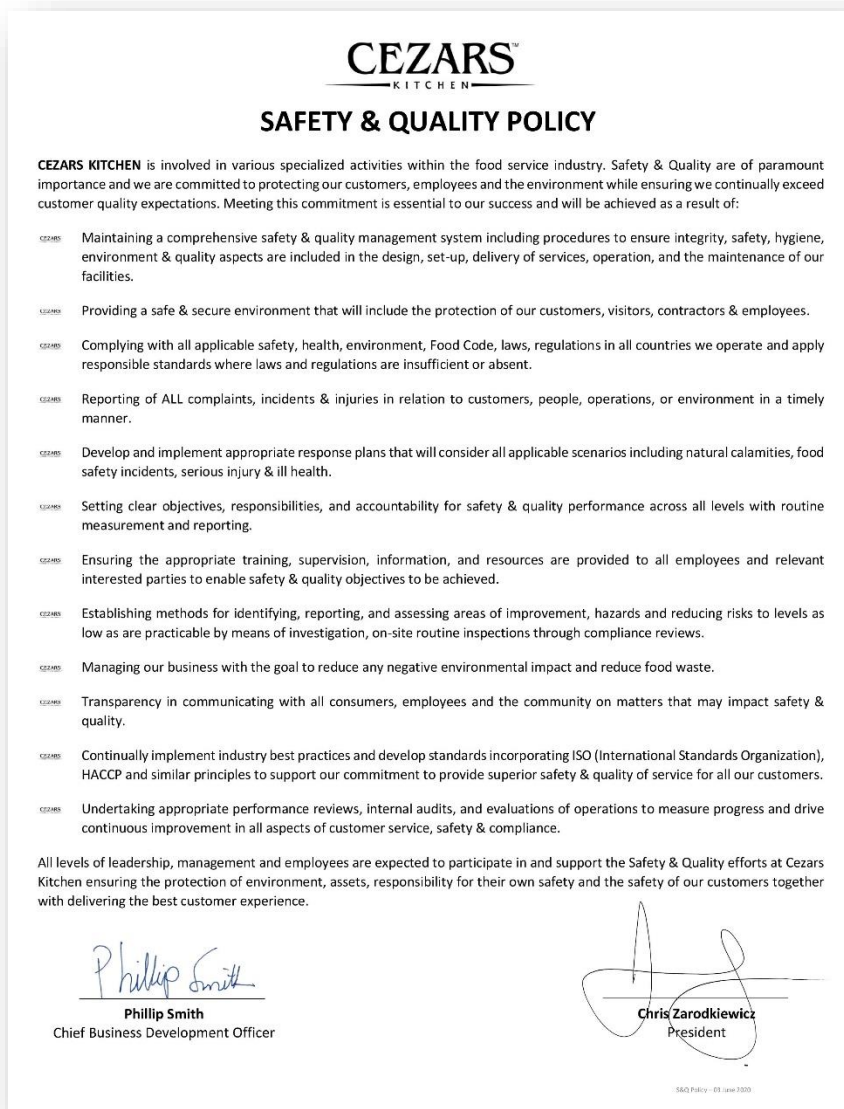 CEZARS™
KITCHEN
SAFETY & QUALITY POLICY
CEZARS KITCHEN is involved in various specialized activities within the food service industry. Safety & Quality are of paramount
importance and we are committed to protecting our customers, employees and the environment while ensuring we continually exceed
customer quality expectations. Meeting this commitment is essential to our success and will be achieved as a result of:
CEZARS Maintaining a comprehensive safety & quality management system including procedures to ensure integrity, safety, hygiene,
environment & quality aspects are included in the design, set-up, delivery of services, operation, and the maintenance of our
facilities.
CEZARS Providing a safe & secure environment that will include the protection of our customers, visitors, contractors & employees.
CEZARS Complying with all applicable safety, health, environment, Food Code, laws, regulations in all countries we operate and apply
responsible standards where laws and regulations are insufficient or absent.
CEZARS Reporting of ALL complaints, incidents & injuries in relation to customers, people, operations, or environment in a timely
manner.
CEZARS Develop and implement appropriate response plans that will consider all applicable scenarios including natural calamities, food
safety incidents, serious injury & ill health.
CEZARS Setting clear objectives, responsibilities, and accountability for safety & quality performance across all levels with routine
measurement and reporting.
CEZARS Ensuring the appropriate training, supervision, information, and resources are provided to all employees and relevant
interested parties to enable safety & quality objectives to be achieved.
CEZARS Establishing methods for identifying, reporting, and assessing areas of improvement, hazards and reducing risks to levels as
low as are practicable by means of investigation, on-site routine inspections through compliance reviews.
CEZARS Managing our business with the goal to reduce any negative environmental impact and reduce food waste.
CEZARS Transparency in communicating with all consumers, employees and the community on matters that may impact safety &
quality.
CEZARS Continually implement industry best practices and develop standards incorporating ISO (International Standards Organization),
HACCP and similar principles to support our commitment to provide superior safety & quality of service for all our customers.
CEZARS Undertaking appropriate performance reviews, internal audits, and evaluations of operations to measure progress and drive
continuous improvement in all aspects of customer service, safety & compliance.
All levels of leadership, management and employees are expected to participate in and support the Safety & Quality efforts at Cezars
Kitchen ensuring the protection of environment, assets, responsibility for their own safety and the safety of our customers together
with delivering the best customer experience.
Phillip Smith
Phillip Smith
Chief Business Development Officer
Chris Zarodkiewicz
President
S&Q Policy – 01 June 2020